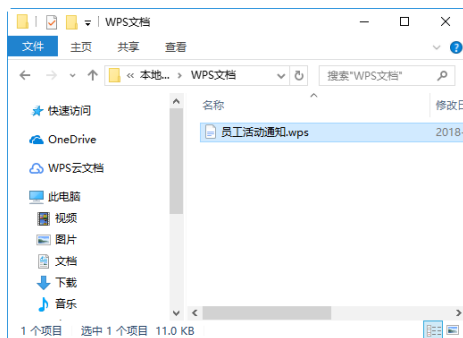 WPS文档
文件 主页 共享 查看
« 本地... › WPS文档 搜索"WPS文档"
快速访问
OneDrive
WPS云文档
此电脑
视频
图片
文档
下载
音乐
名称 修改日
员工活动通知.wps 2018-
1 个项目 选中 1 个项目 11.0 KB